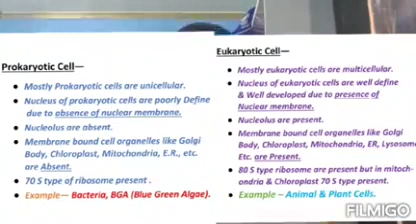 Prokaryotic Cell—
Mostly Prokaryotic cells are unicellular.
Nucleus of prokaryotic cells are poorly Define
due to absence of nuclear membrane.
Nucleolus are absent.
Membrane bound cell organelles like Golgi
Body, Chloroplast, Mitochondria, E.R., etc.
are Absent.
70 S type of ribosome present .
Example— Bacteria, BGA (Blue Green Algae).
Eukaryotic Cell—
Mostly eukaryotic cells are multicellular.
Nucleus of eukaryotic cells are well define
& Well developed due to presence of
Nuclear membrane.
Nucleolus are present.
Membrane bound cell organelles like Golgi
Body, Chloroplast, Mitochondria, ER, Lysosome
Etc. are Present.
80 S type ribosome are present but in mitoch-
ondria & Chloroplast 70 S type present.
Example – Animal & Plant Cells.
FILMIGO